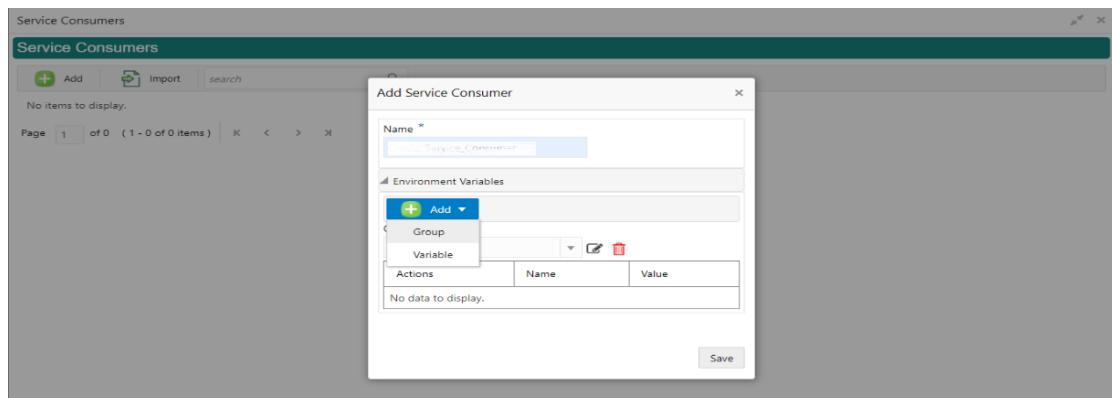 Service Consumers
Service Consumers
Add Import search
No items to display.
Page 1 of 0 ( 1 - 0 of 0 items )
Add Service Consumer
Name *
Service_Consumer
Environment Variables
Add
Group
Variable
Actions Name Value
No data to display.
Save